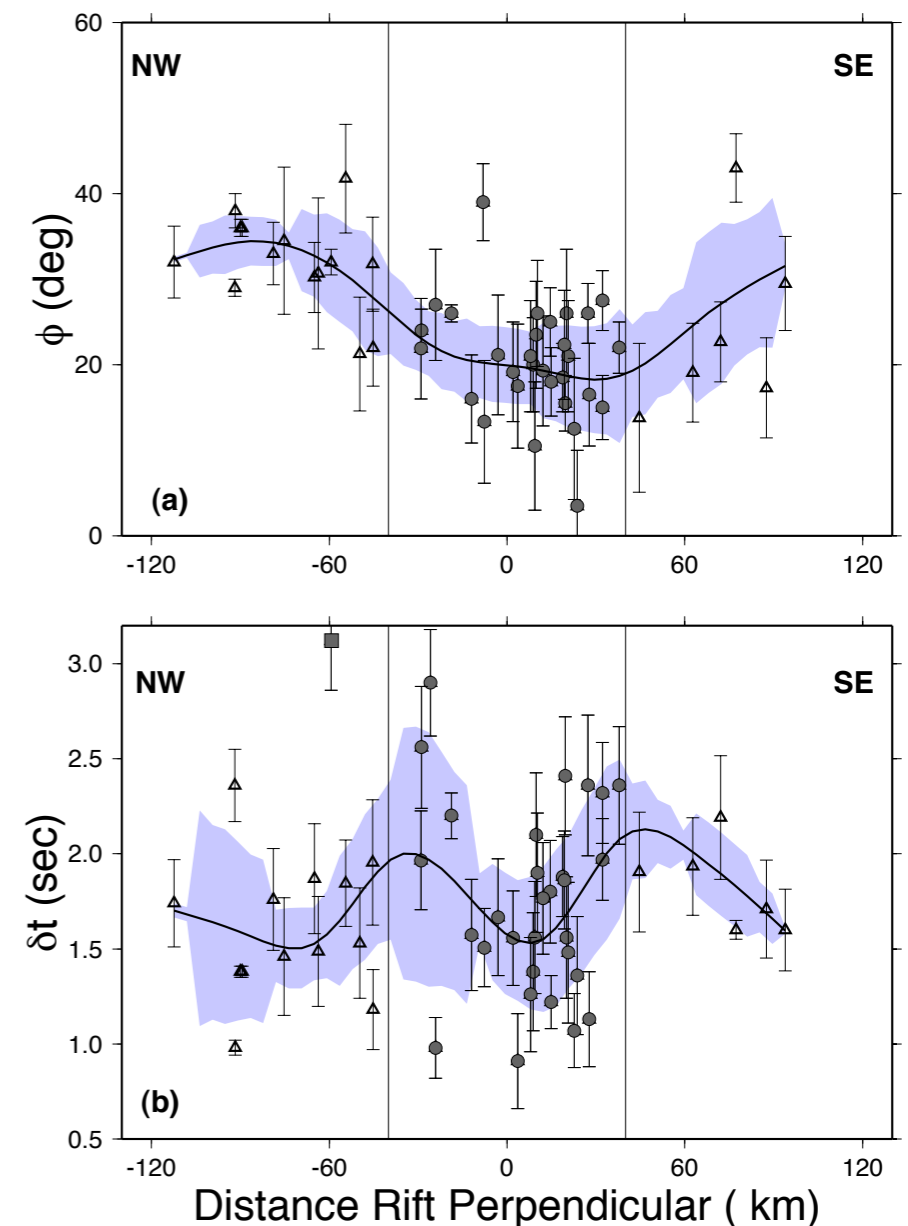 60
NW
SE
40
ϕ (deg)
20
(a)
0
-120 -60 0 60 120
3.0
NW
SE
2.5
δt (sec)
2.0
1.5
1.0
(b)
0.5
-120 -60 0 60 120
Distance Rift Perpendicular ( km)